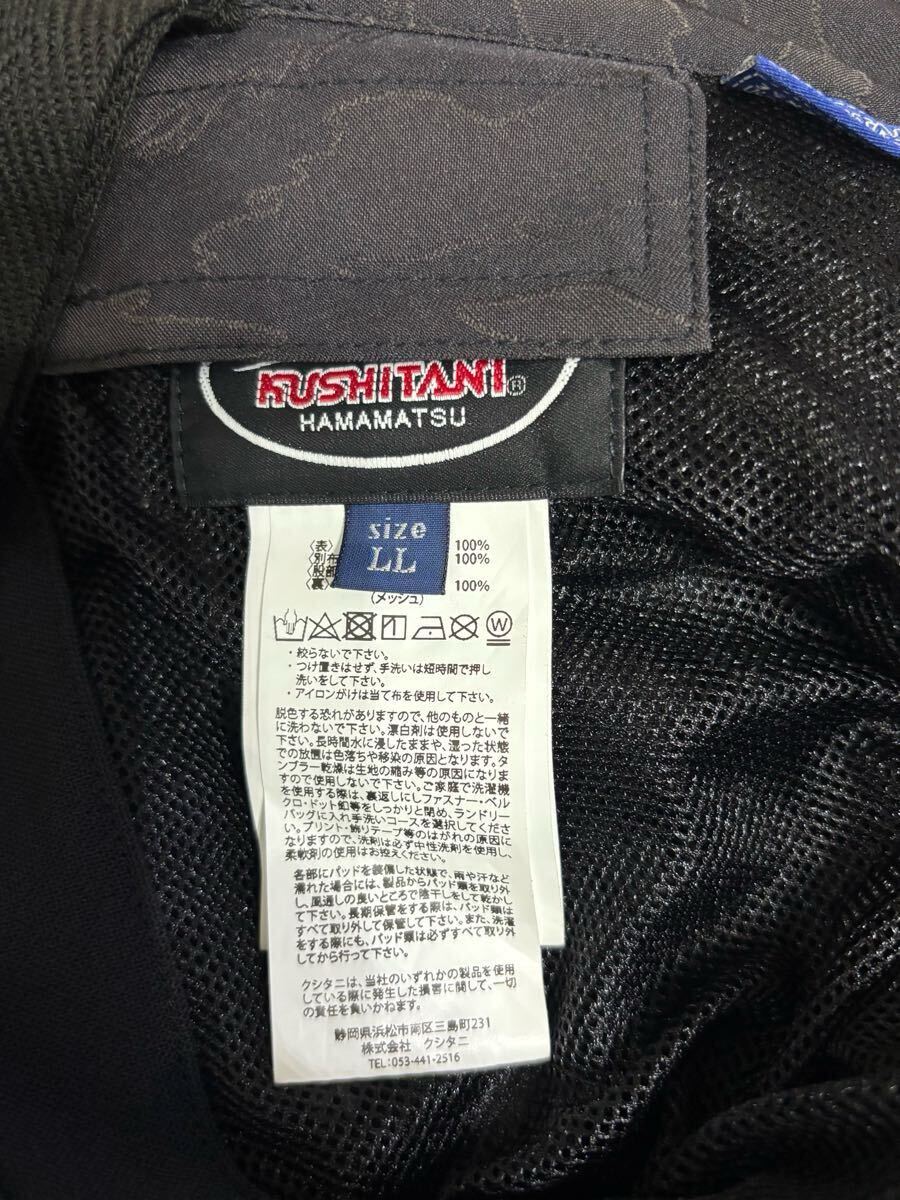 KUSHITANI®
HAMAMATSU
size
LL
〈表〉 100%
〈別布 100%
〈裏〉 100%
(メッシュ)
W
・絞らないで下さい。
・つけ置きはせず、手洗いは短時間で押し
洗いをして下さい。
・アイロンがけは当て布を使用して下さい。
脱色する恐れがありますので、他のものと一緒
に洗わないで下さい。漂白剤は使用しないで
下さい。長時間水に浸したままや、湿った状態
での放置は色落ちや移染の原因となります。タ
ンブラー乾燥は生地の縮み等の原因になりま
すので使用しないで下さい。ご家庭で洗濯機
を使用する際は、裏返しにしファスナー・ベル
クロ・ドット釦等をしっかりと閉め、ランドリー
バッグに入れ手洗いコースを選択してくださ
い。プリント・飾りテープ等のはがれの原因に
なりますので、洗剤は必ず中性洗剤を使用し、
柔軟剤の使用はお控えください。
各部にパッドを装備した状態で、雨や汗など
濡れた場合には、製品からパッド類を取り外
し、風通しの良いところで陰干しをして乾かし
て下さい。長期保管をする際は、パッド類は
すべて取り外して保管して下さい。また、洗濯
をする際にも、パッド類は必ずすべて取り外
してから行って下さい。
クシタニは、当社のいずれかの製品を使用
している際に発生した損害に関して、一切
の責任を負いかねます。
静岡県浜松市南区三島町231
株式会社 クシタニ
TEL:053-441-2516